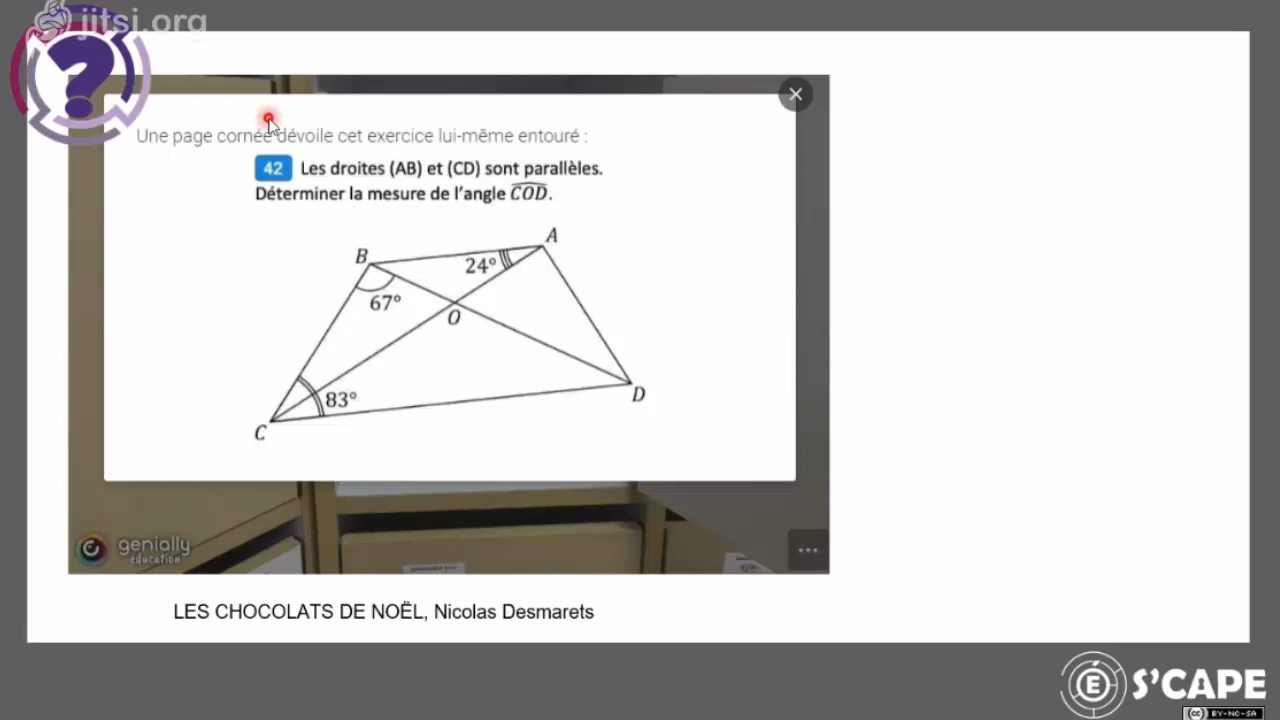 jitsi.org
Une page cornée dévoile cet exercice lui-même entouré :
42 Les droites (AB) et (CD) sont parallèles.
Déterminer la mesure de l'angle COD.
A
B
24°
67°
O
83°
D
C
genially
éducation
LES CHOCOLATS DE NOËL, Nicolas Desmarets
É S'CAPE
cc BY-NC-SA